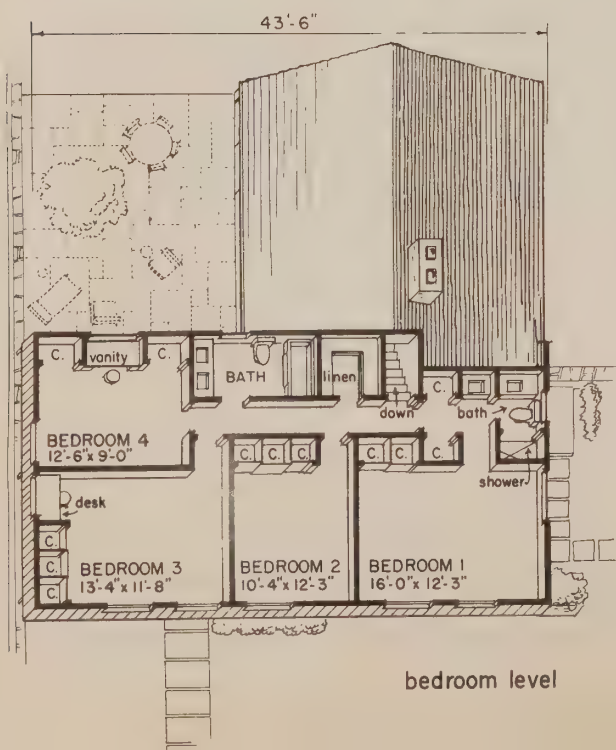 43'-6"
C.
vanity
C.
BATH
linen
down
C.
bath
shower
BEDROOM 4
12'-6" x 9'-0"
C.
C.
C.
C.
C.
C.
desk
C.
C.
C.
BEDROOM 3
13'-4" x 11'-8"
BEDROOM 2
10'-4" x 12'-3"
BEDROOM 1
16'-0" x 12'-3"
bedroom level